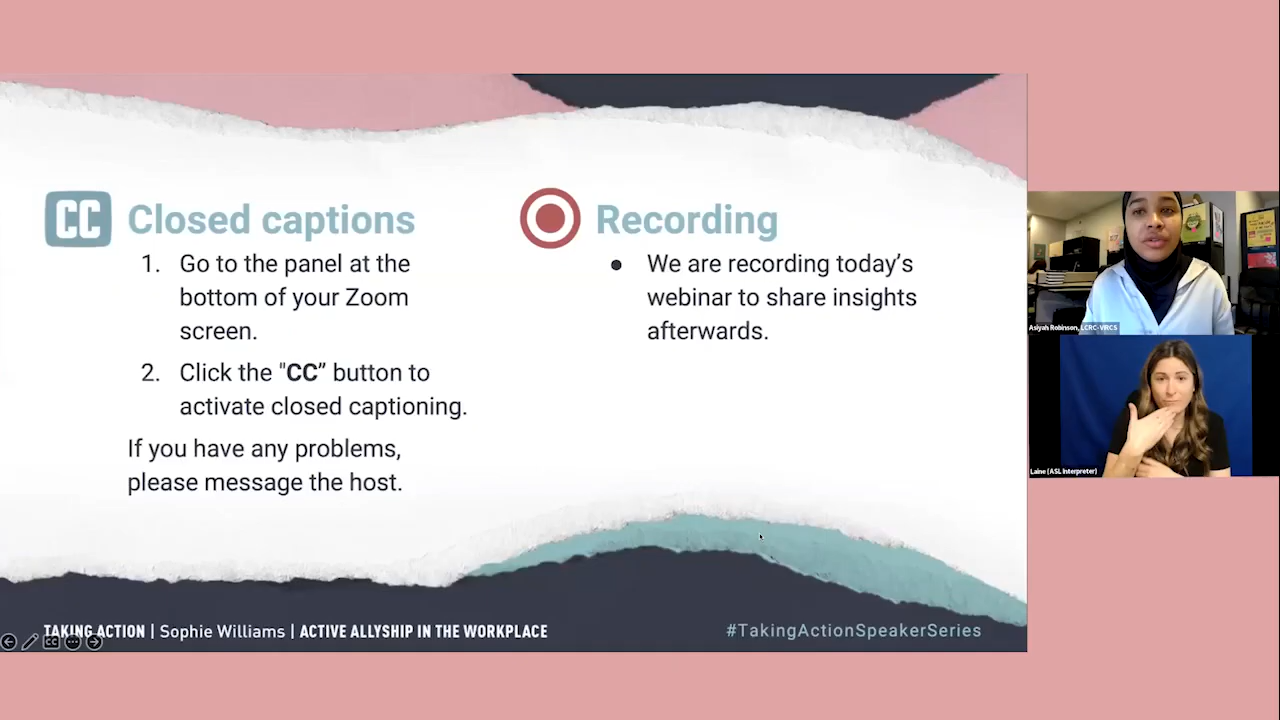 CC Closed captions
1. Go to the panel at the
bottom of your Zoom
screen.
2. Click the "CC” button to
activate closed captioning.
If you have any problems,
please message the host.
Recording
● We are recording today’s
webinar to share insights
afterwards.
TAKING ACTION | Sophie Williams | ACTIVE ALLYSHIP IN THE WORKPLACE
#TakingActionSpeakerSeries
Asiyah Robinson, LCRC-VIRCS
Laine (ASL Interpreter)